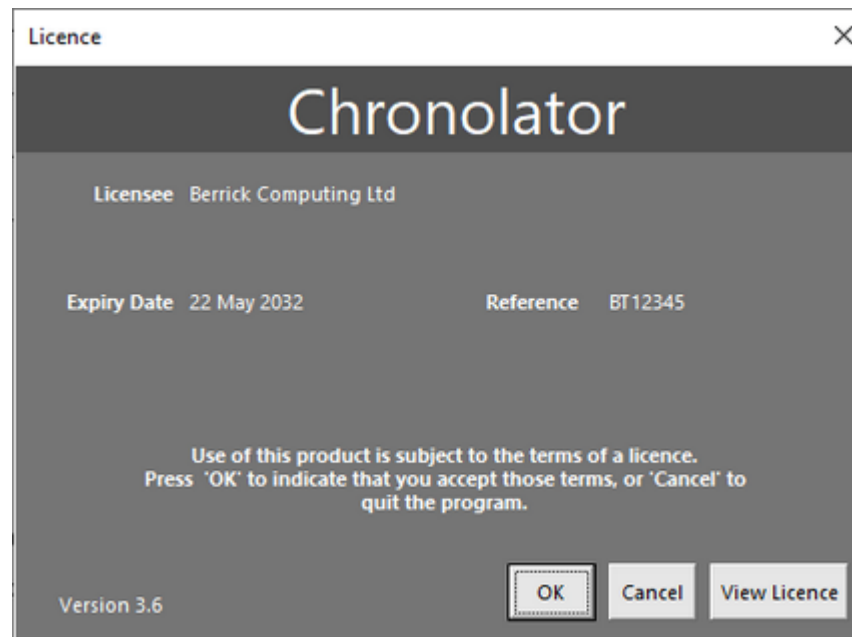 Licence
Chronolator
Licensee Berrick Computing Ltd
Expiry Date 22 May 2032 Reference BT12345
Use of this product is subject to the terms of a licence.
Press 'OK' to indicate that you accept those terms, or 'Cancel' to
quit the program.
OK Cancel View Licence
Version 3.6